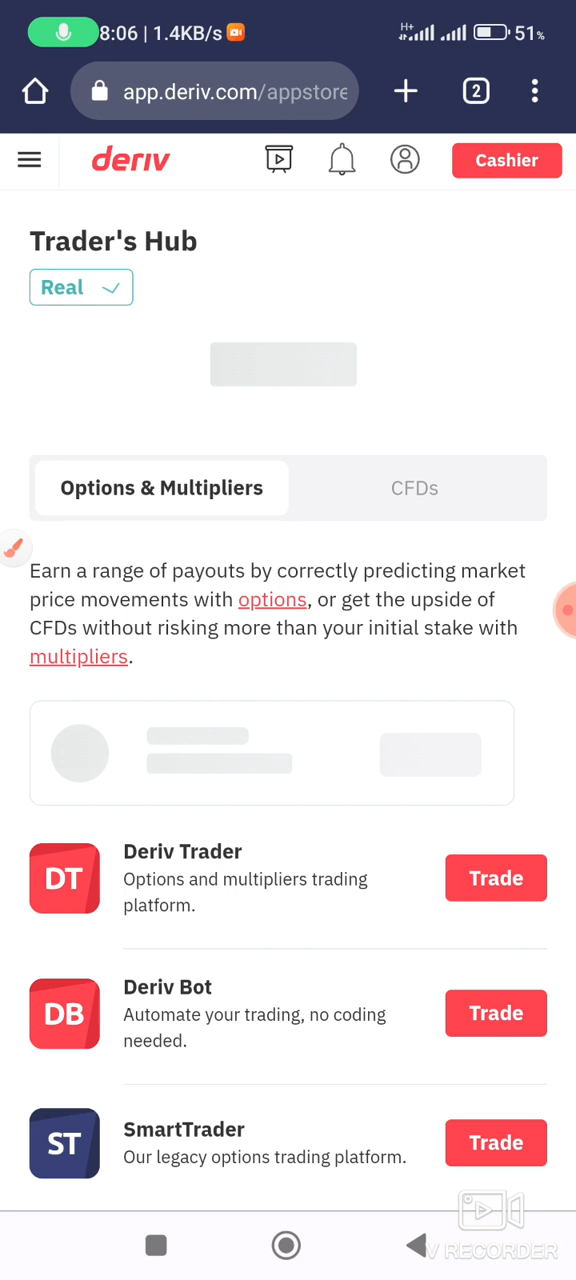 8:06 | 1.4KB/s
H+
51%
app.deriv.com/appstore
2
deriv
Cashier
Trader's Hub
Real
Options & Multipliers
CFDs
Earn a range of payouts by correctly predicting market
price movements with options, or get the upside of
CFDs without risking more than your initial stake with
multipliers.
DT
Deriv Trader
Options and multipliers trading
platform.
Trade
DB
Deriv Bot
Automate your trading, no coding
needed.
Trade
ST
SmartTrader
Our legacy options trading platform.
Trade
V RECORDER